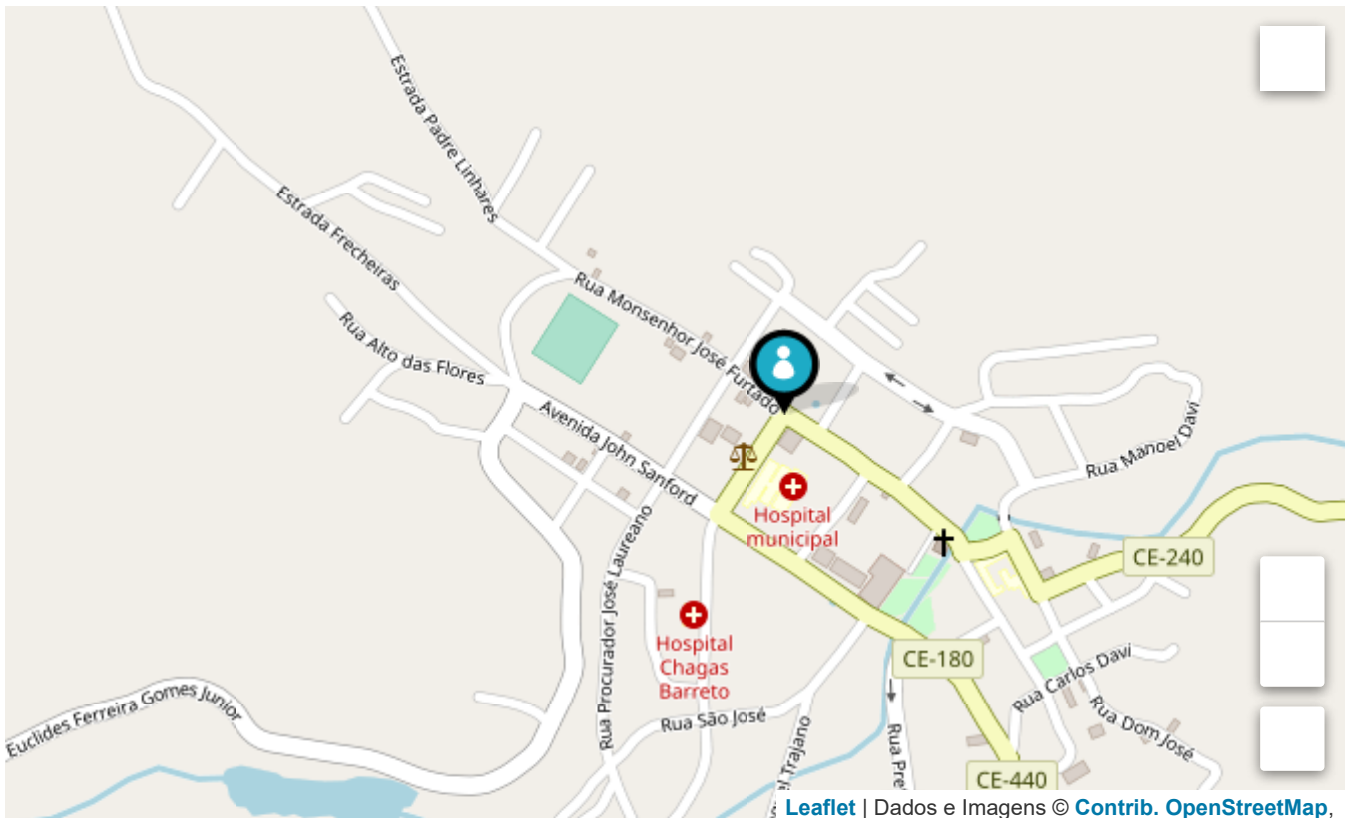 Estrada Padre Linhares
Estrada Frecheiras
Rua Monsenhor José Furtado
Rua Alto das Flores
Avenida John Sanford
Rua Manoel Davi
Hospital
municipal
CE-240
Rua Procurador José Laureano
Hospital
Chagas
Barreto
CE-180
Rua Carlos Davi
Euclides Ferreira Gomes Junior
Rua São José
Rua Dom José
Trajano
Rua
CE-440
Leaflet | Dados e Imagens © Contrib. OpenStreetMap,